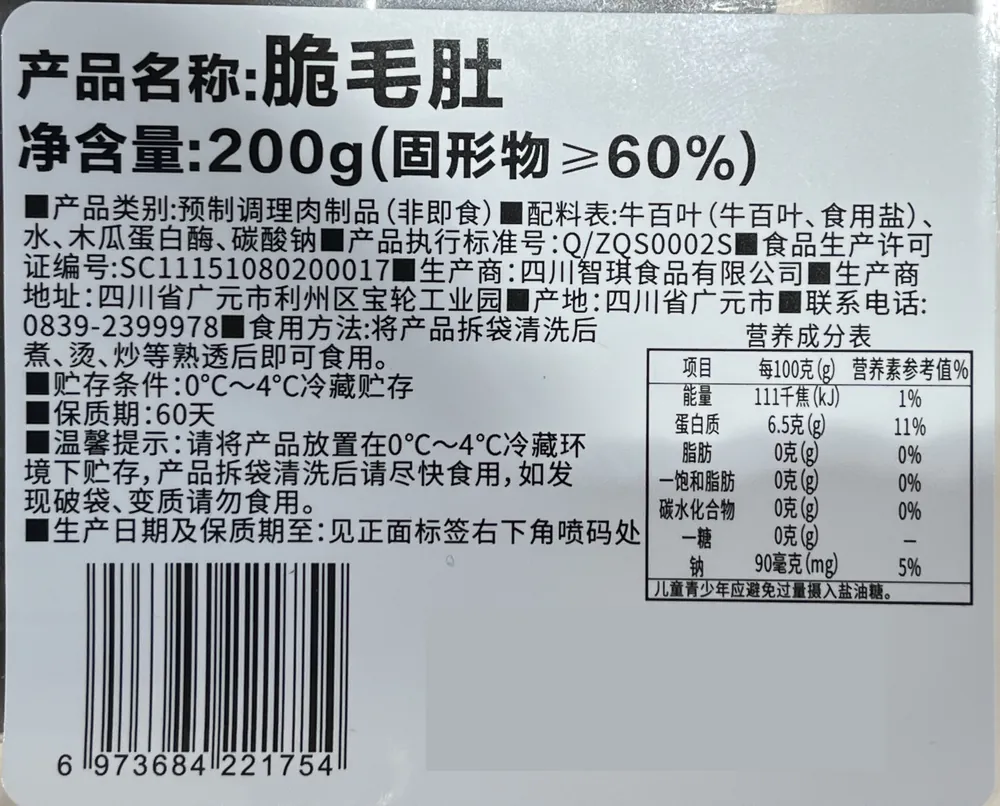 产品名称:脆毛肚
净含量:200g(固形物≥60%)
■产品类别:预制调理肉制品(非即食)■配料表:牛百叶(牛百叶、食用盐)、
水、木瓜蛋白酶、碳酸钠■产品执行标准号:Q/ZQS0002S■食品生产许可
证编号:SC11151080200017■生产商:四川智琪食品有限公司■生产商
地址:四川省广元市利州区宝轮工业园■产地:四川省广元市■联系电话:
0839-2399978■食用方法:将产品拆袋清洗后
煮、烫、炒等熟透后即可食用。
■贮存条件:0°C～4°C冷藏贮存
■保质期:60天
■温馨提示:请将产品放置在0°C～4°C冷藏环
境下贮存,产品拆袋清洗后请尽快食用,如发
现破袋、变质请勿食用。
■生产日期及保质期至:见正面标签右下角喷码处
营养成分表
项目 每100克(g) 营养素参考值%
能量 111千焦(kJ) 1%
蛋白质 6.5克(g) 11%
脂肪 0克(g) 0%
—饱和脂肪 0克(g) 0%
碳水化合物 0克(g) 0%
—糖 0克(g) —
钠 90毫克(mg) 5%
儿童青少年应避免过量摄入盐油糖。
6 973684 221754